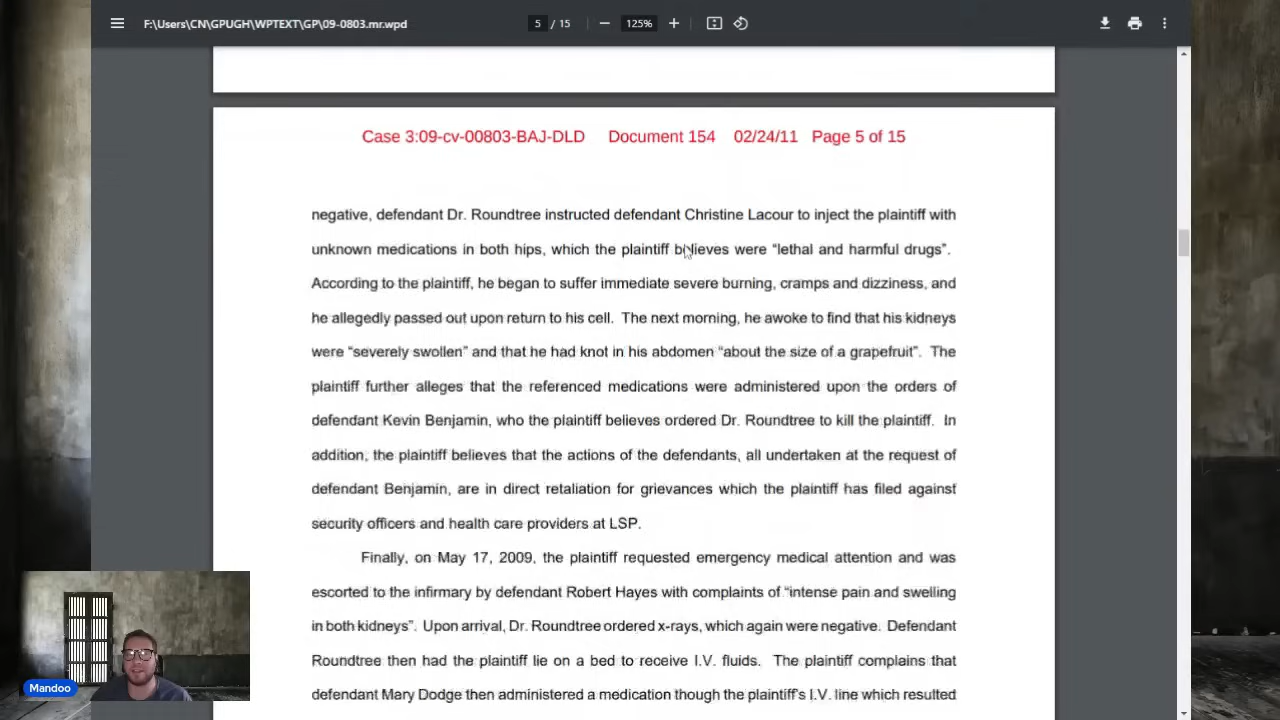 F:\Users\CN\GPUGH\WPTEXT\GP\09-0803.mr.wpd 5 / 15 125%
Case 3:09-cv-00803-BAJ-DLD Document 154 02/24/11 Page 5 of 15
negative, defendant Dr. Roundtree instructed defendant Christine Lacour to inject the plaintiff with
unknown medications in both hips, which the plaintiff believes were “lethal and harmful drugs”.
According to the plaintiff, he began to suffer immediate severe burning, cramps and dizziness, and
he allegedly passed out upon return to his cell. The next morning, he awoke to find that his kidneys
were “severely swollen” and that he had knot in his abdomen “about the size of a grapefruit”. The
plaintiff further alleges that the referenced medications were administered upon the orders of
defendant Kevin Benjamin, who the plaintiff believes ordered Dr. Roundtree to kill the plaintiff. In
addition, the plaintiff believes that the actions of the defendants, all undertaken at the request of
defendant Benjamin, are in direct retaliation for grievances which the plaintiff has filed against
security officers and health care providers at LSP.
Finally, on May 17, 2009, the plaintiff requested emergency medical attention and was
escorted to the infirmary by defendant Robert Hayes with complaints of “intense pain and swelling
in both kidneys”. Upon arrival, Dr. Roundtree ordered x-rays, which again were negative. Defendant
Roundtree then had the plaintiff lie on a bed to receive I.V. fluids. The plaintiff complains that
defendant Mary Dodge then administered a medication though the plaintiff's I.V. line which resulted
Mandoo